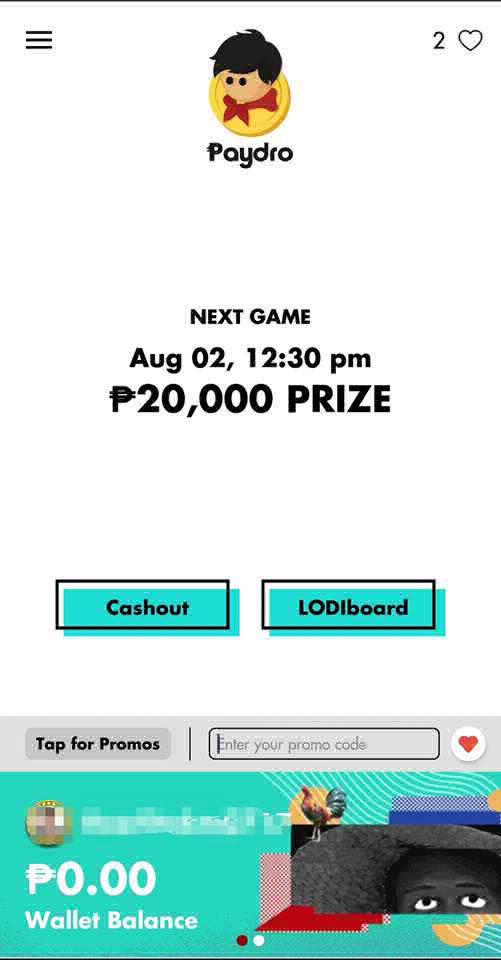 2
Paydro
NEXT GAME
Aug 02, 12:30 pm
₱20,000 PRIZE
Cashout
LODIboard
Tap for Promos
Enter your promo code
₱0.00
Wallet Balance